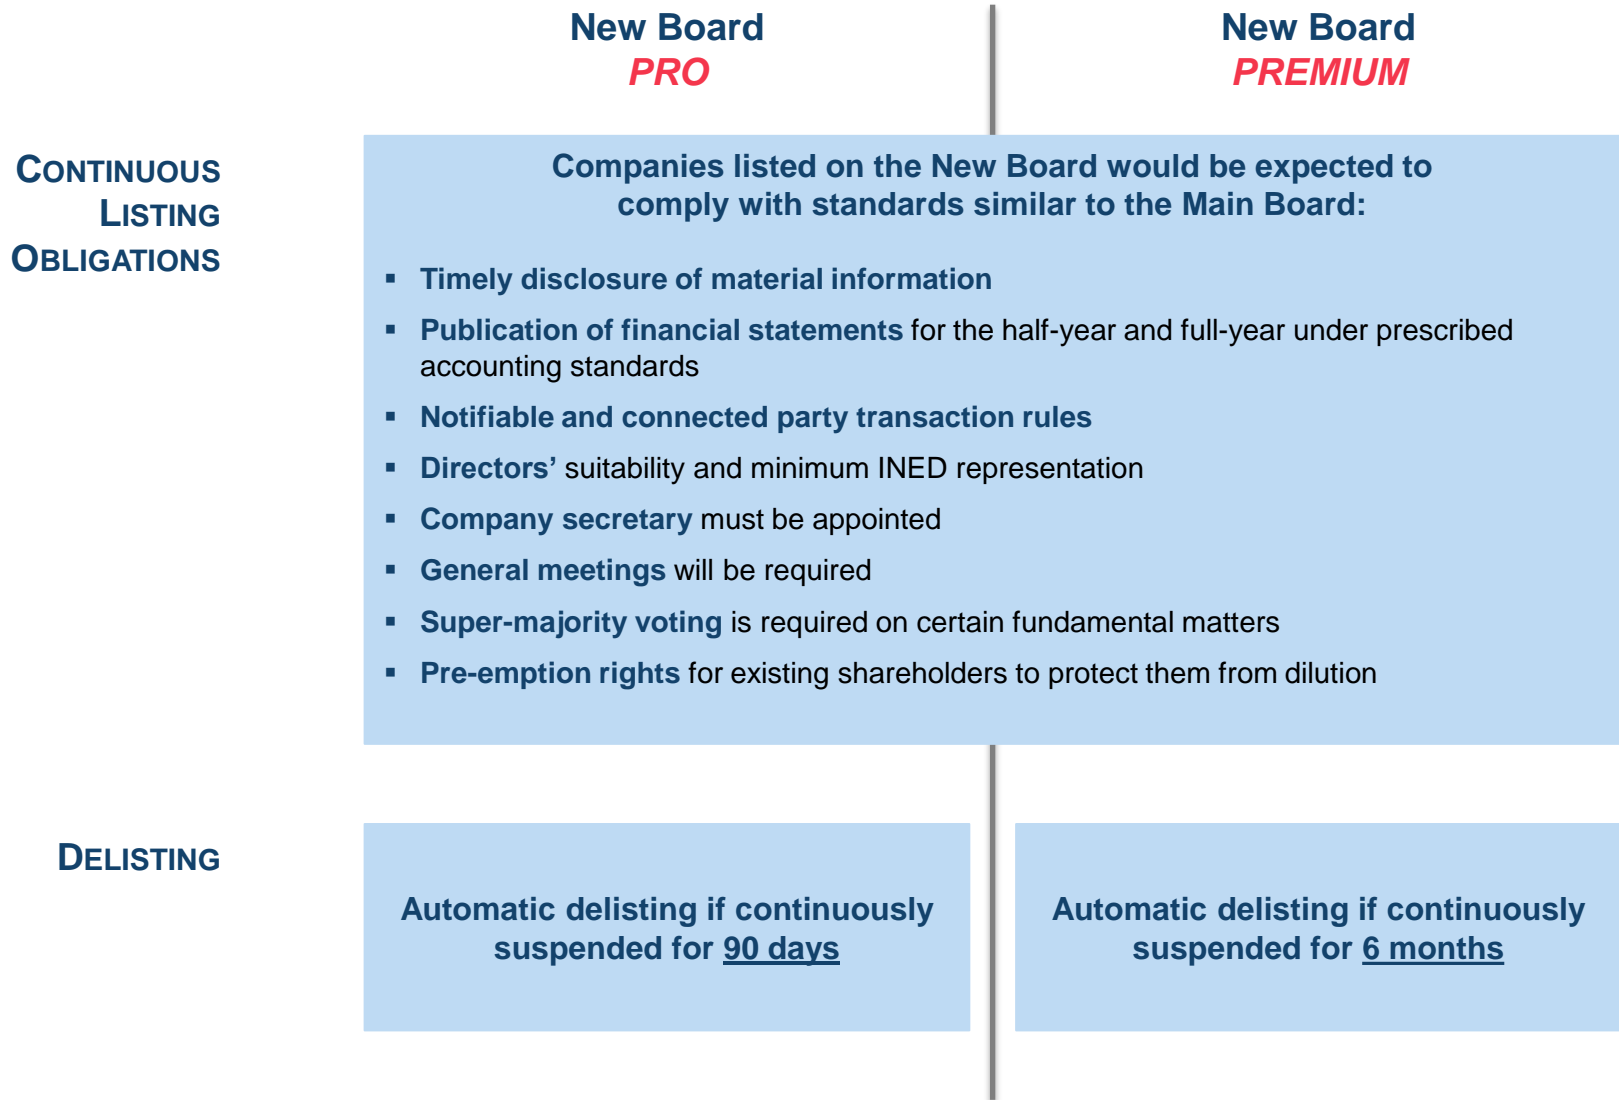 New Board
PRO
New Board
PREMIUM
CONTINUOUS
LISTING
OBLIGATIONS
Companies listed on the New Board would be expected to
comply with standards similar to the Main Board:
▪ Timely disclosure of material information
▪ Publication of financial statements for the half-year and full-year under prescribed
accounting standards
▪ Notifiable and connected party transaction rules
▪ Directors’ suitability and minimum INED representation
▪ Company secretary must be appointed
▪ General meetings will be required
▪ Super-majority voting is required on certain fundamental matters
▪ Pre-emption rights for existing shareholders to protect them from dilution
DELISTING
Automatic delisting if continuously
suspended for 90 days
Automatic delisting if continuously
suspended for 6 months